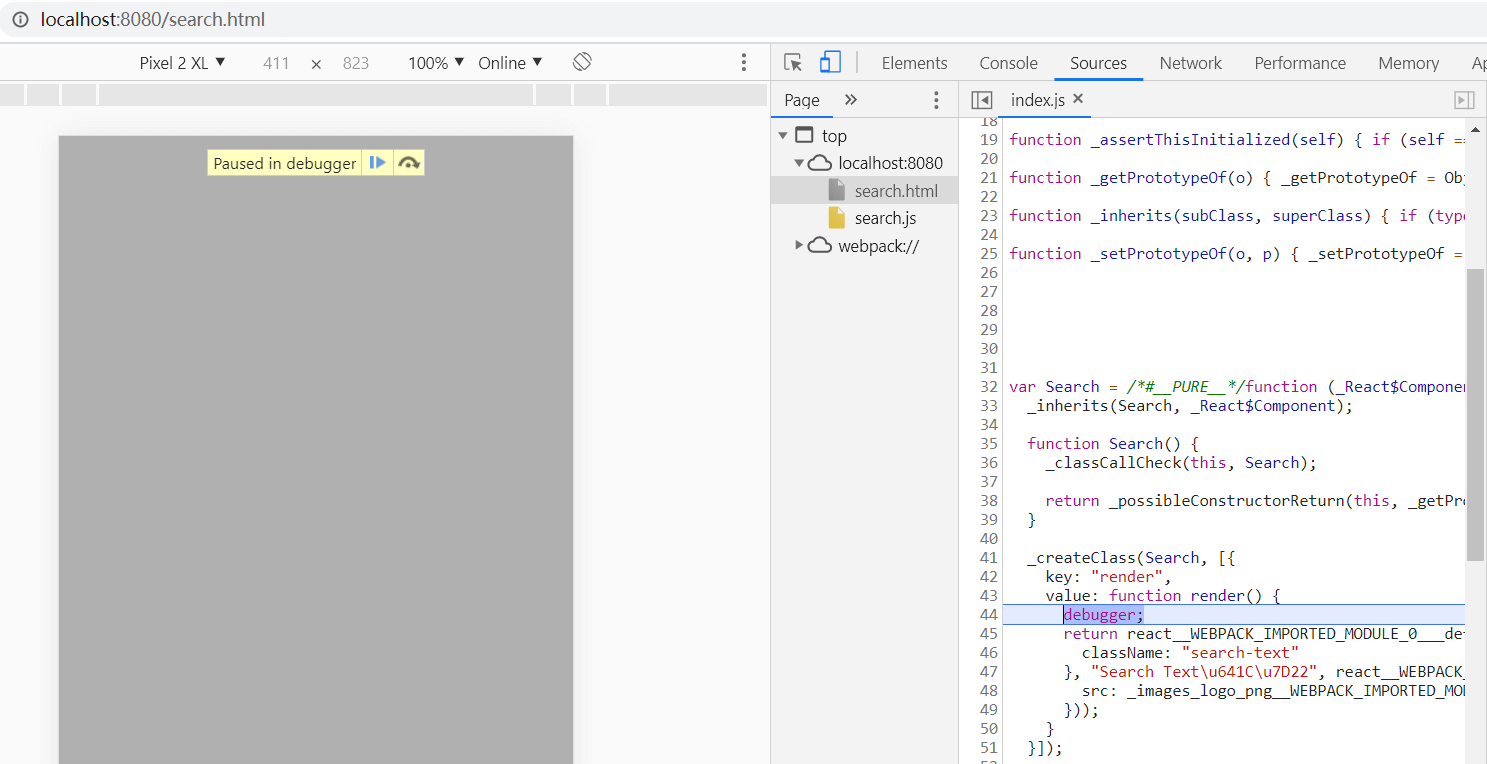 localhost:8080/search.html
Pixel 2 XL ▼ 411 × 823 100% ▼ Online ▼
Elements Console Sources Network Performance Memory Ap
Page » index.js ×
Paused in debugger
top
localhost:8080
search.html
search.js
webpack://
18
19 function _assertThisInitialized(self) { if (self ==
20
21 function _getPrototypeOf(o) { _getPrototypeOf = Obj
22
23 function _inherits(subClass, superClass) { if (type
24
25 function _setPrototypeOf(o, p) { _setPrototypeOf =
26
27
28
29
30
31
32 var Search = /*#__PURE__*/function (_React$Componen
33 _inherits(Search, _React$Component);
34
35 function Search() {
36 _classCallCheck(this, Search);
37
38 return _possibleConstructorReturn(this, _getPro
39 }
40
41 _createClass(Search, [{
42 key: "render",
43 value: function render() {
44 debugger;
45 return react__WEBPACK_IMPORTED_MODULE_0___def
46 className: "search-text"
47 }, "Search Text\u641C\u7D22", react__WEBPACK_
48 src: _images_logo_png__WEBPACK_IMPORTED_MOD
49 }));
50 }
51 }]);